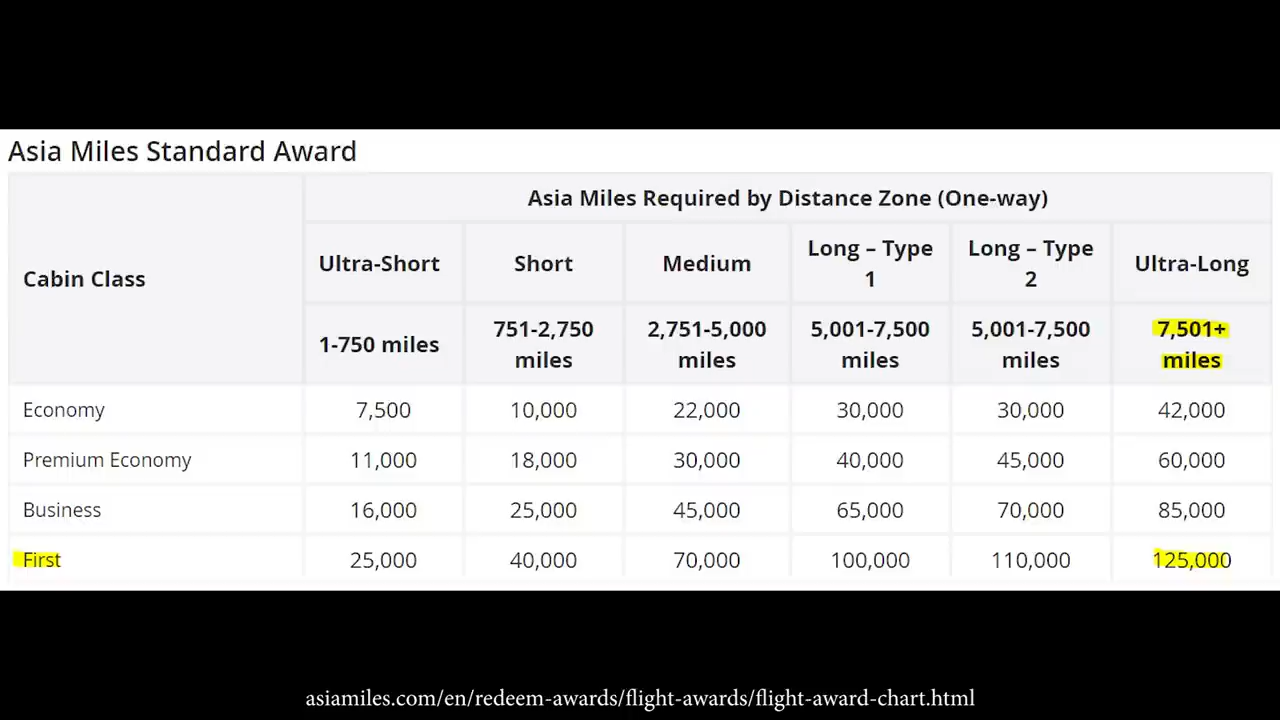 Asia Miles Standard Award
Cabin Class
Asia Miles Required by Distance Zone (One-way)
Ultra-Short Short Medium Long – Type 1 Long – Type 2 Ultra-Long
1-750 miles 751-2,750 miles 2,751-5,000 miles 5,001-7,500 miles 5,001-7,500 miles 7,501+ miles
Economy 7,500 10,000 22,000 30,000 30,000 42,000
Premium Economy 11,000 18,000 30,000 40,000 45,000 60,000
Business 16,000 25,000 45,000 65,000 70,000 85,000
First 25,000 40,000 70,000 100,000 110,000 125,000
asiamiles.com/en/redeem-awards/flight-awards/flight-award-chart.html